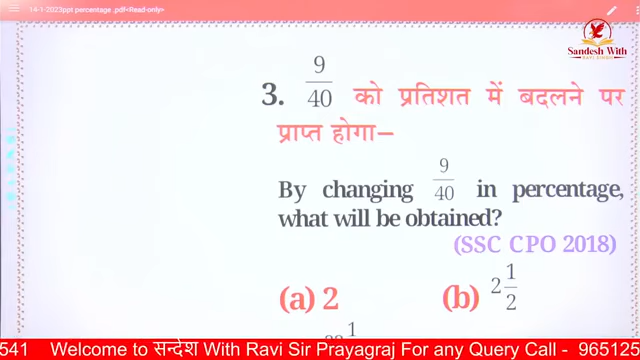 14-1-2023ppt percentage .pdf<Read-only>
Sandesh With
RAVI SINGH
3. 9/40 को प्रतिशत में बदलने पर
प्राप्त होगा–
By changing 9/40 in percentage,
what will be obtained?
(SSC CPO 2018)
(a) 2 (b) 2 1/2
541 Welcome to सन्देश With Ravi Sir Prayagraj For any Query Call - 965125